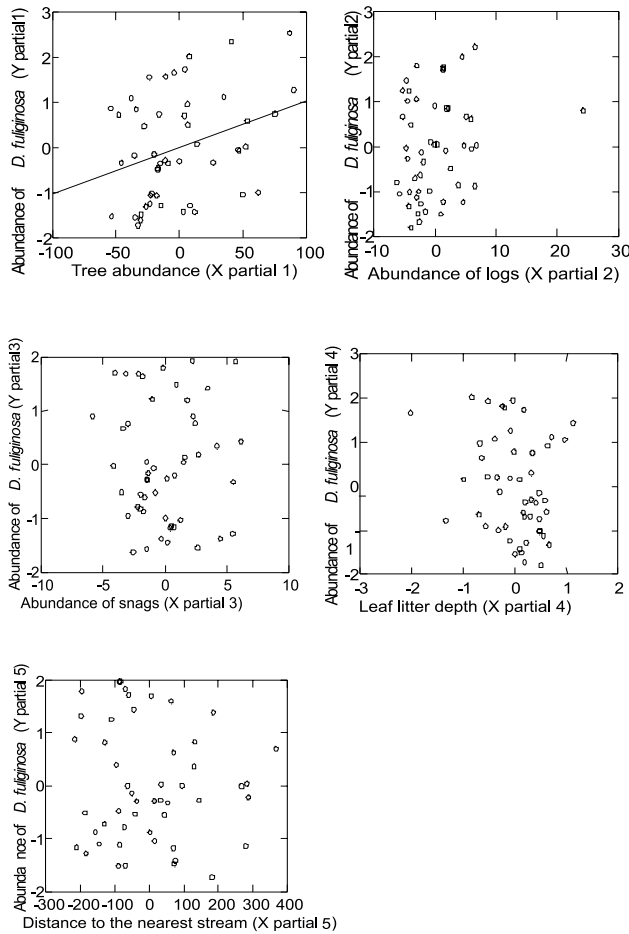 3
2
1
0
-1
-2
-100 -50 0 50 100
Tree abundance (X partial 1)
Abundance of D. fuliginosa (Y partial1)
3
2
1
0
-1
-2
-10 0 10 20 30
Abundance of logs (X partial 2)
Abundance of D. fuliginosa (Y partial2)
2
1
0
-1
-2
-10 -5 0 5 10
Abundance of snags (X partial 3)
Abundance of D. fuliginosa (Y partial3)
3
2
1
0
-1
1
-2
-3 -2 -1 0 1 2
Leaf litter depth (X partial 4)
Abundance of D. fuliginosa (Y partial 4)
2
1
0
-1
-2
-300 -200 -100 0 100 200 300 400
Distance to the nearest stream (X partial 5)
Abunda nce of D. fuliginosa (Y partial 5)